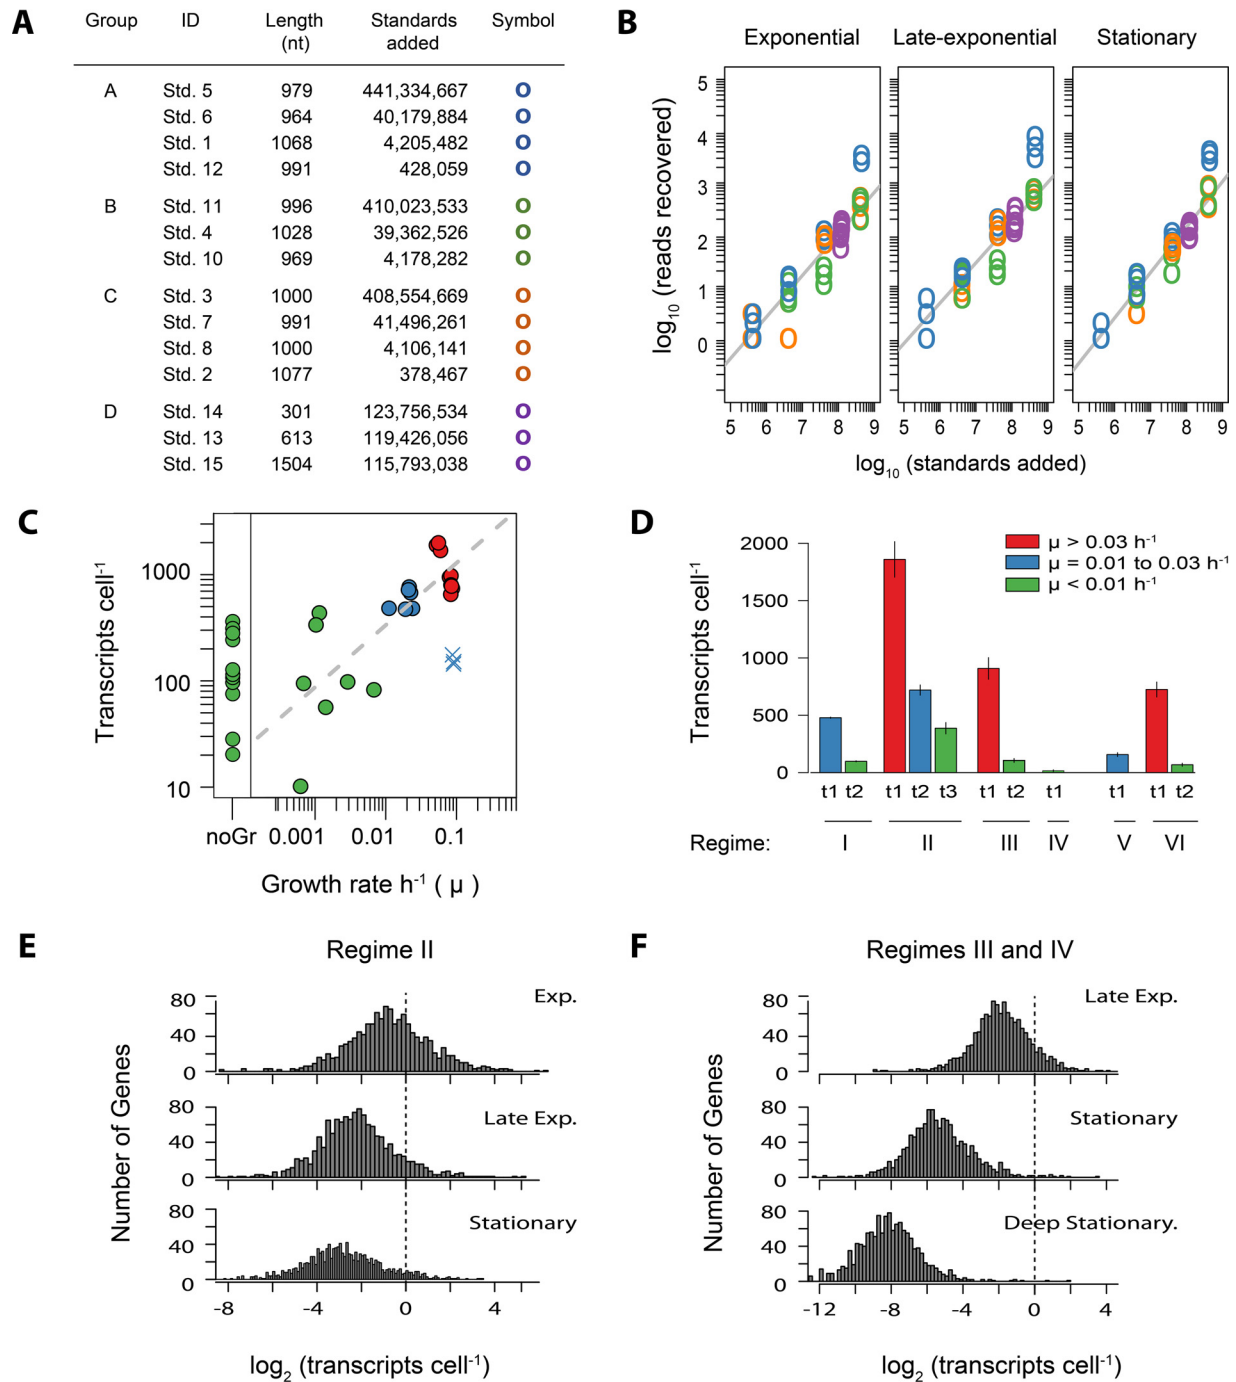 A
Group ID Length (nt) Standards added Symbol
A Std. 5 979 441,334,667 O
Std. 6 964 40,179,884 O
Std. 1 1068 4,205,482 O
Std. 12 991 428,059 O
B Std. 11 996 410,023,533 O
Std. 4 1028 39,362,526 O
Std. 10 969 4,178,282 O
C Std. 3 1000 408,554,669 O
Std. 7 991 41,496,261 O
Std. 8 1000 4,106,141 O
Std. 2 1077 378,467 O
D Std. 14 301 123,756,534 O
Std. 13 613 119,426,056 O
Std. 15 1504 115,793,038 O
B
Exponential Late-exponential Stationary
log10 (reads recovered)
5
4
3
2
1
0
5 6 7 8 9 5 6 7 8 9 5 6 7 8 9
log10 (standards added)
C
Transcripts cell-1
1000
100
10
noGr 0.001 0.01 0.1
Growth rate h-1 ( µ )
D
µ > 0.03 h-1
µ = 0.01 to 0.03 h-1
µ < 0.01 h-1
Transcripts cell-1
2000
1500
1000
500
0
t1 t2 t1 t2 t3 t1 t2 t1 t1 t1 t2
Regime: I II III IV V VI
E
Regime II
Number of Genes
Exp.
80
40
0
Late Exp.
80
40
0
Stationary
80
40
0
-8 -4 0 4
log2 (transcripts cell-1)
F
Regimes III and IV
Number of Genes
Late Exp.
80
40
0
Stationary
80
40
0
Deep Stationary.
80
40
0
-12 -8 -4 0 4
log2 (transcripts cell-1)